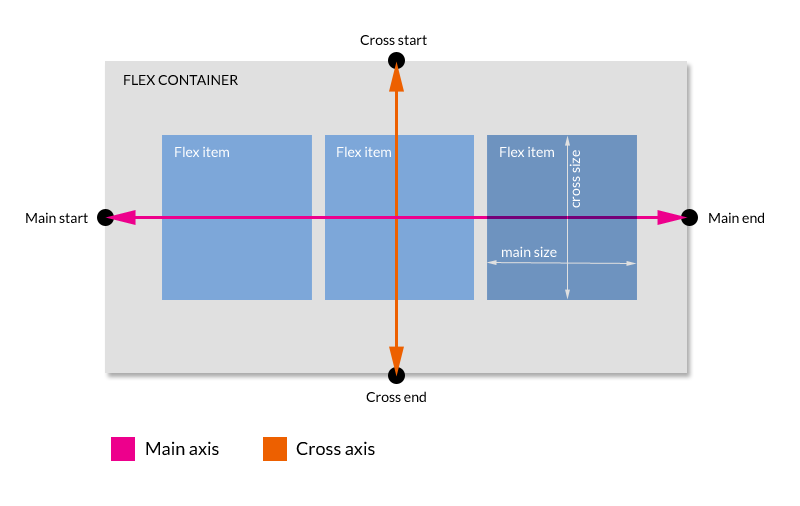 Cross start
FLEX CONTAINER
Flex item
Flex item
Flex item
cross size
Main start
Main end
main size
Cross end
Main axis
Cross axis